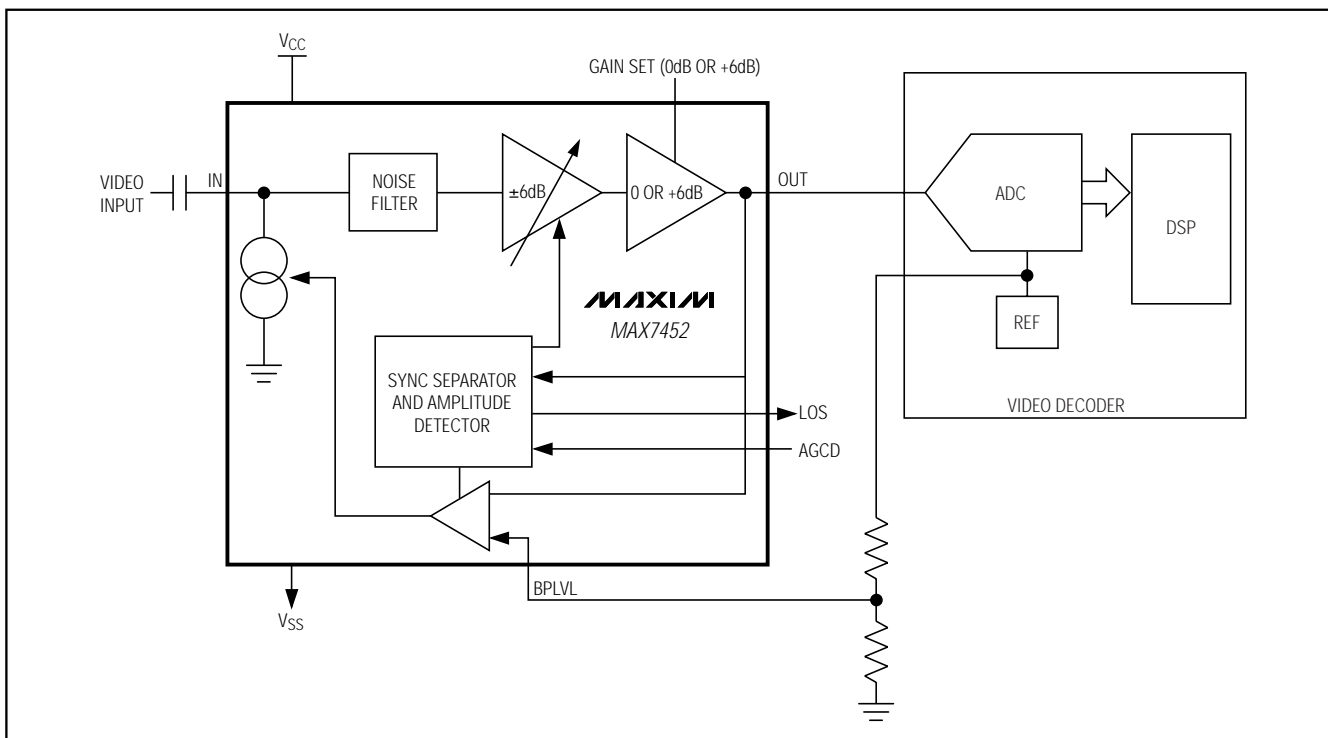 VCC
GAIN SET (0dB OR +6dB)
VIDEO
INPUT
IN
NOISE
FILTER
±6dB
0 OR +6dB
OUT
ADC
DSP
REF
VIDEO DECODER
MAXIM
MAX7452
SYNC SEPARATOR
AND AMPLITUDE
DETECTOR
LOS
AGCD
BPLVL
VSS